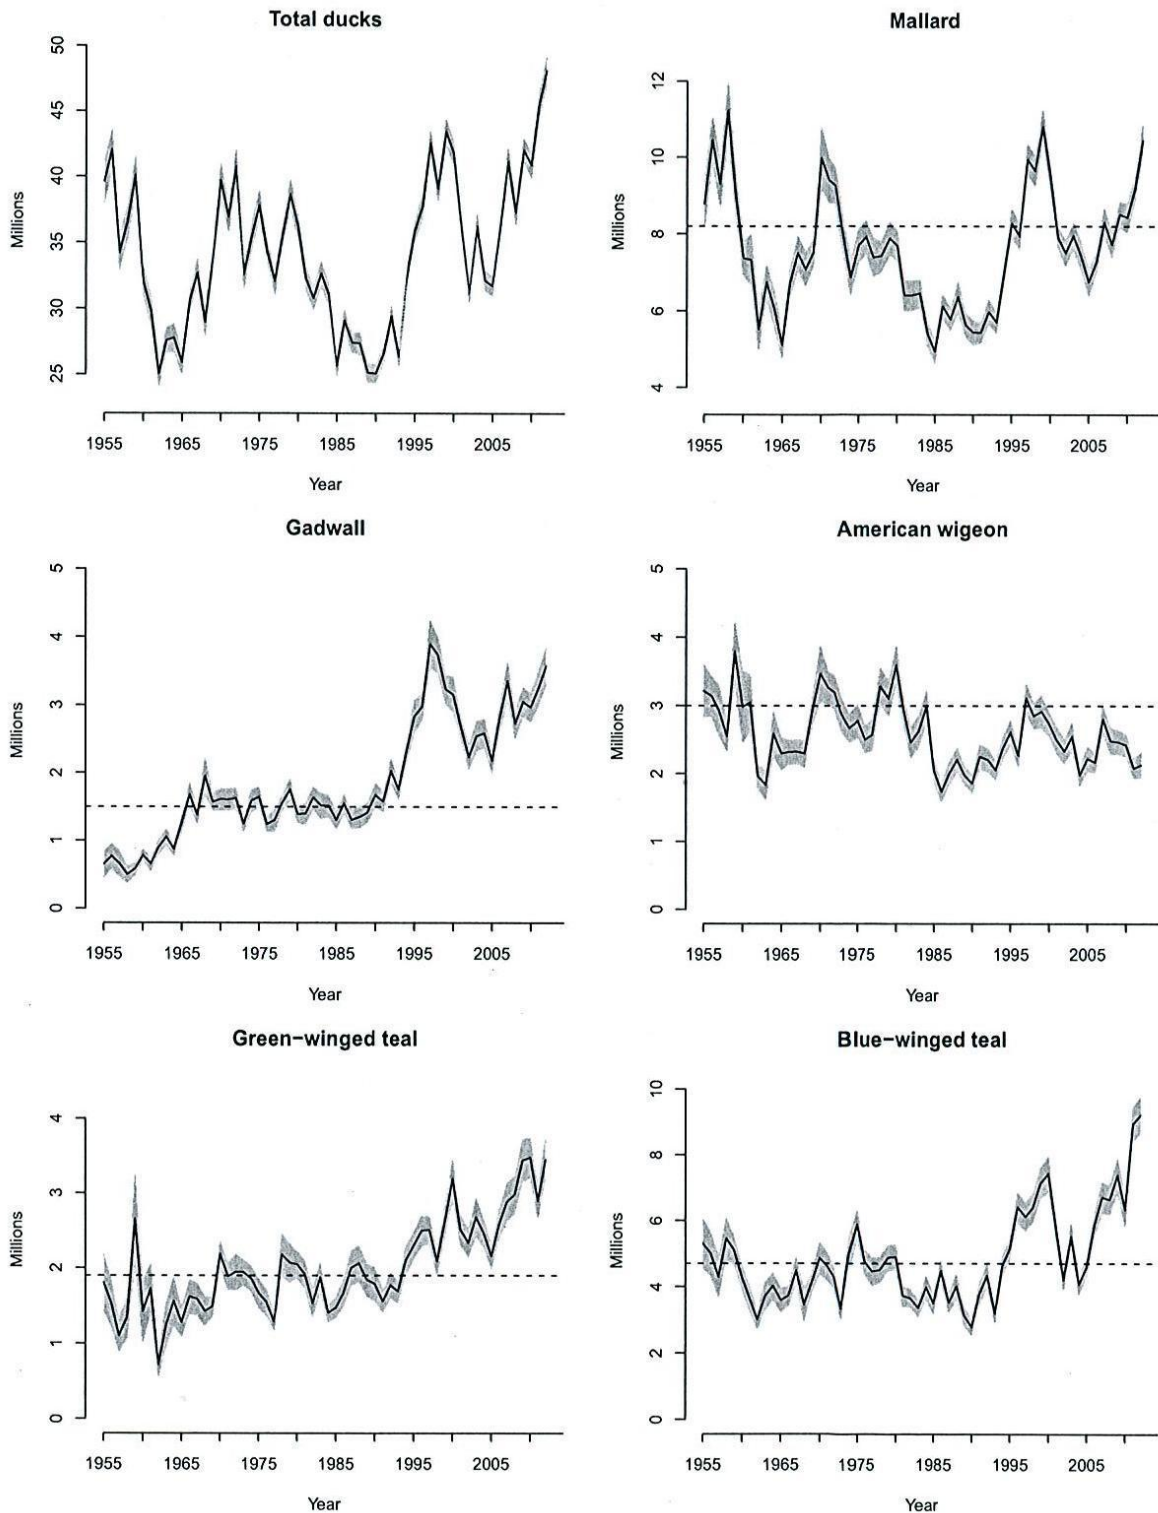 Total ducks
Millions
50
45
40
35
30
25
1955 1965 1975 1985 1995 2005
Year
Mallard
Millions
12
10
8
6
4
1955 1965 1975 1985 1995 2005
Year
Gadwall
Millions
5
4
3
2
1
0
1955 1965 1975 1985 1995 2005
Year
American wigeon
Millions
5
4
3
2
1
0
1955 1965 1975 1985 1995 2005
Year
Green-winged teal
Millions
4
3
2
1
0
1955 1965 1975 1985 1995 2005
Year
Blue-winged teal
Millions
10
8
6
4
2
0
1955 1965 1975 1985 1995 2005
Year